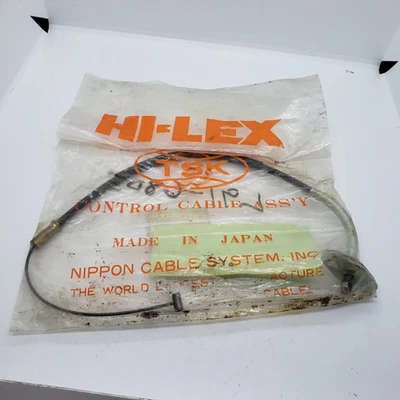 HI-LEX
TSK
CONTROL CABLE ASS'Y
MADE IN JAPAN
NIPPON CABLE SYSTEM. INC.
THE WORLD
CABLE